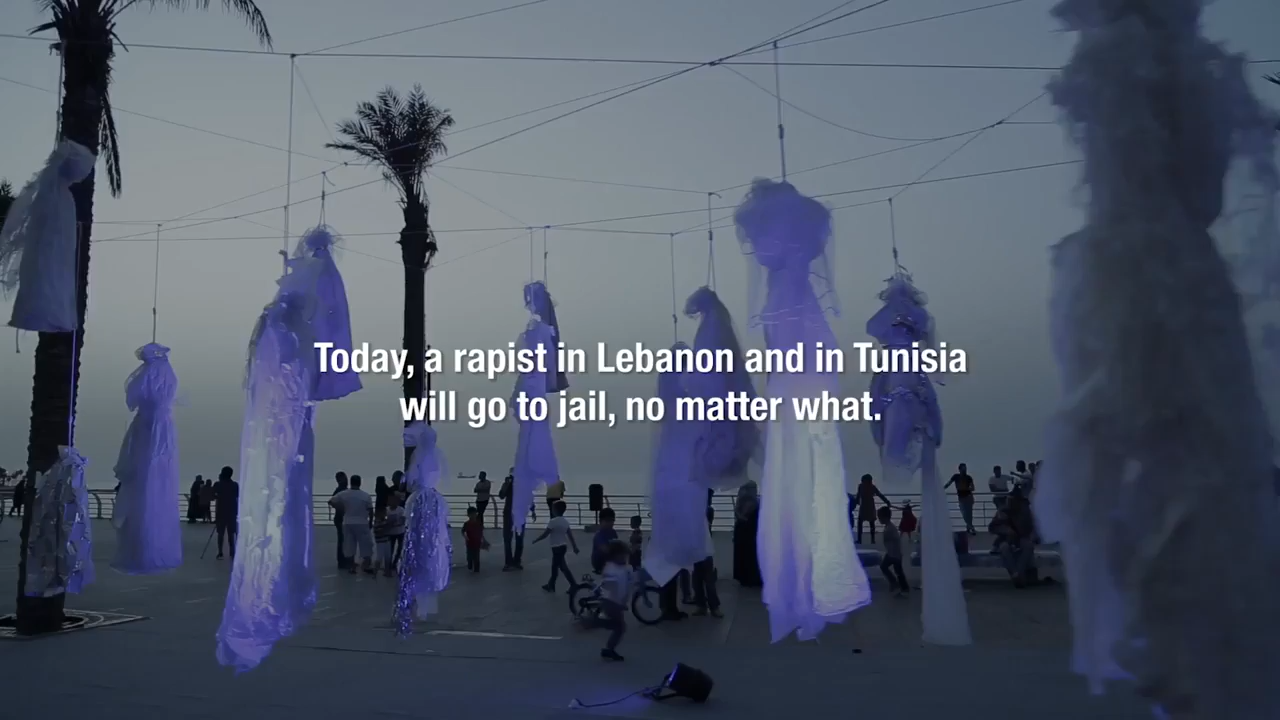 Today, a rapist in Lebanon and in Tunisia
will go to jail, no matter what.